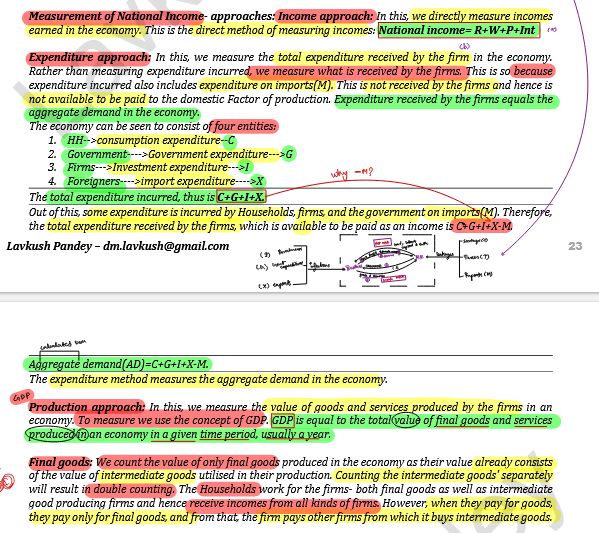 Measurement of National Income- approaches: Income approach: In this, we directly measure incomes
earned in the economy. This is the direct method of measuring incomes: National income= R+W+P+Int
Expenditure approach: In this, we measure the total expenditure received by the firm in the economy.
Rather than measuring expenditure incurred, we measure what is received by the firms. This is so because
expenditure incurred also includes expenditure on imports(M). This is not received by the firms and hence is
not available to be paid to the domestic Factor of production. Expenditure received by the firms equals the
aggregate demand in the economy.
The economy can be seen to consist of four entities:
1. HH-->consumption expenditure--C
2. Government---->Government expenditure--->G
3. Firms--->Investment expenditure--->I
4. Foreigners---->import expenditure---->X
why -M?
The total expenditure incurred, thus is C+G+I+X.
Out of this, some expenditure is incurred by Households, firms, and the government on imports(M). Therefore,
the total expenditure received by the firms, which is available to be paid as an income is C+G+I+X-M.
Lavkush Pandey – dm.lavkush@gmail.com 23
(X) exports
Aggregate demand(AD)=C+G+I+X-M.
The expenditure method measures the aggregate demand in the economy.
GDP
Production approach: In this, we measure the value of goods and services produced by the firms in an
economy. To measure we use the concept of GDP. GDP is equal to the total value of final goods and services
produced in an economy in a given time period, usually a year.
Final goods: We count the value of only final goods produced in the economy as their value already consists
of the value of intermediate goods utilised in their production. Counting the intermediate goods' separately
will result in double counting. The Households work for the firms- both final goods as well as intermediate
good producing firms and hence receive incomes from all kinds of firms. However, when they pay for goods,
they pay only for final goods, and from that, the firm pays other firms from which it buys intermediate goods.